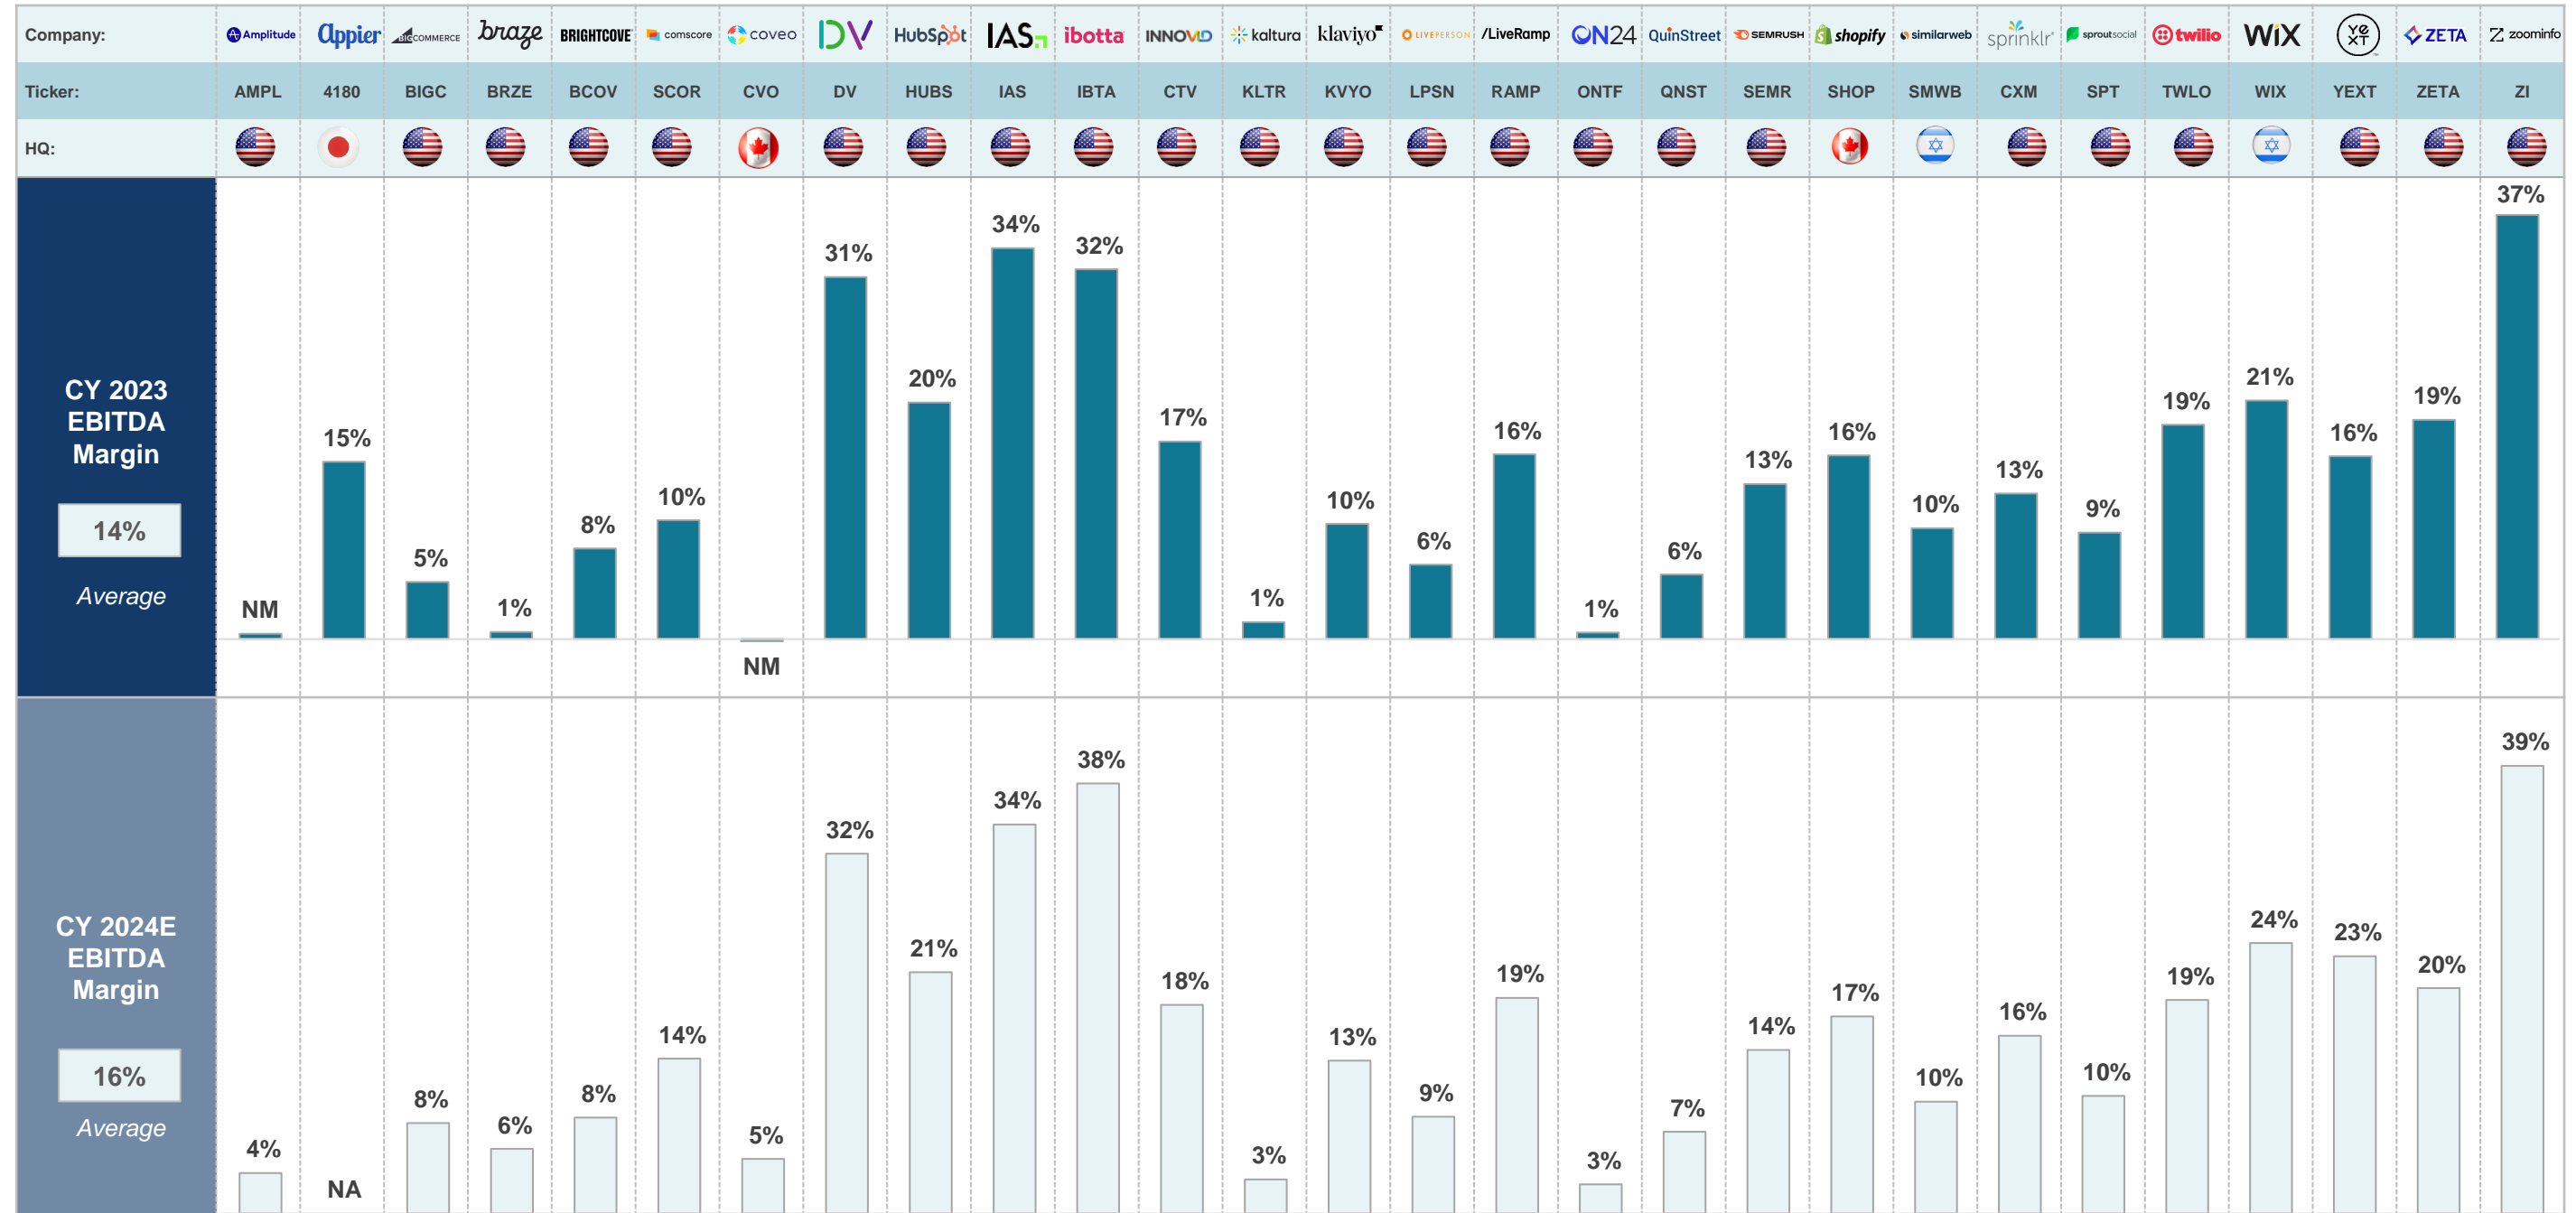 Company: Amplitude Appier BIGCOMMERCE braze BRIGHTCOVE comscore coveo DV HubSpot IAS ibotta INNOVID kaltura klaviyo LIVEPERSON /LiveRamp ON24 QuinStreet SEMRUSH shopify similarweb sprinklr sproutsocial twilio WiX YEXT ZETA zoominfo
Ticker: AMPL 4180 BIGC BRZE BCOV SCOR CVO DV HUBS IAS IBTA CTV KLTR KVYO LPSN RAMP ONTF QNST SEMR SHOP SMWB CXM SPT TWLO WIX YEXT ZETA ZI
HQ:
CY 2023
EBITDA
Margin
14%
Average
NM 15% 5% 1% 8% 10% NM 31% 20% 34% 32% 17% 1% 10% 6% 16% 1% 6% 13% 16% 10% 13% 9% 19% 21% 16% 19% 37%
CY 2024E
EBITDA
Margin
16%
Average
4% NA 8% 6% 8% 14% 5% 32% 21% 34% 38% 18% 3% 13% 9% 19% 3% 7% 14% 17% 10% 16% 10% 19% 24% 23% 20% 39%